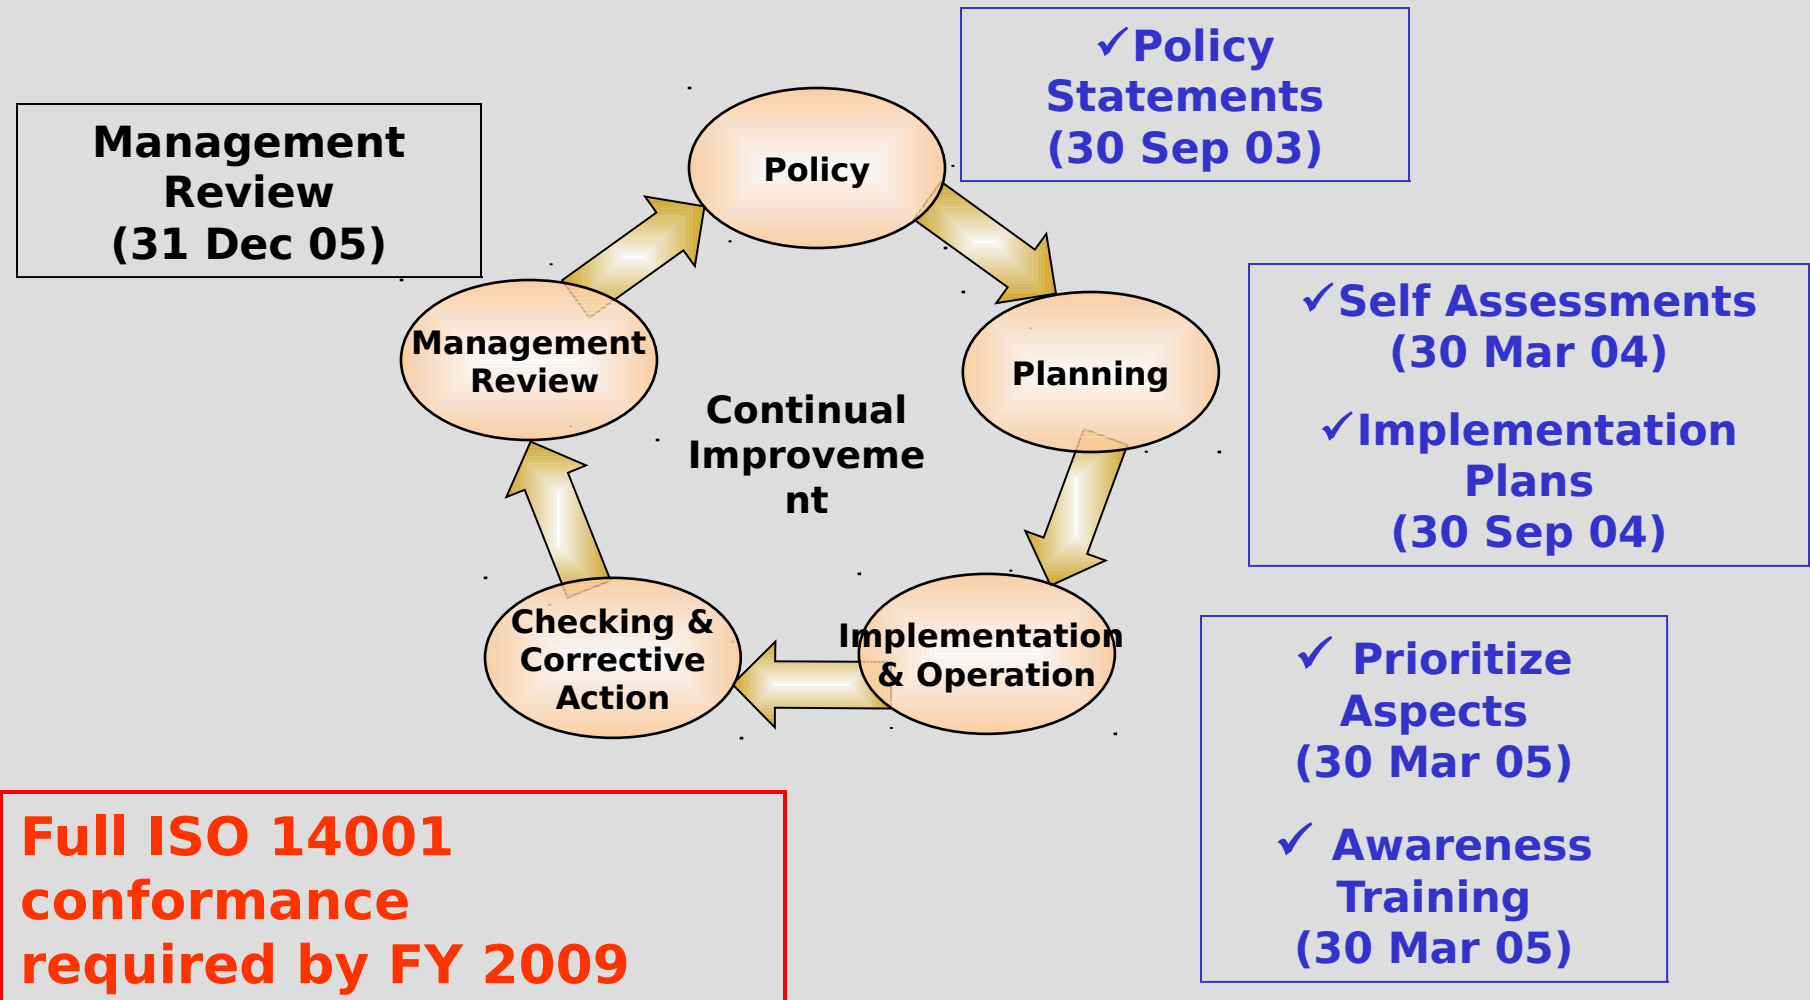 ✓Policy
Statements
(30 Sep 03)
Management
Review
(31 Dec 05)
Policy
✓Self Assessments
(30 Mar 04)
✓Implementation
Plans
(30 Sep 04)
Management
Review
Planning
Continual
Improveme
nt
Checking &
Corrective
Action
Implementation
& Operation
✓ Prioritize
Aspects
(30 Mar 05)
✓ Awareness
Training
(30 Mar 05)
Full ISO 14001
conformance
required by FY 2009